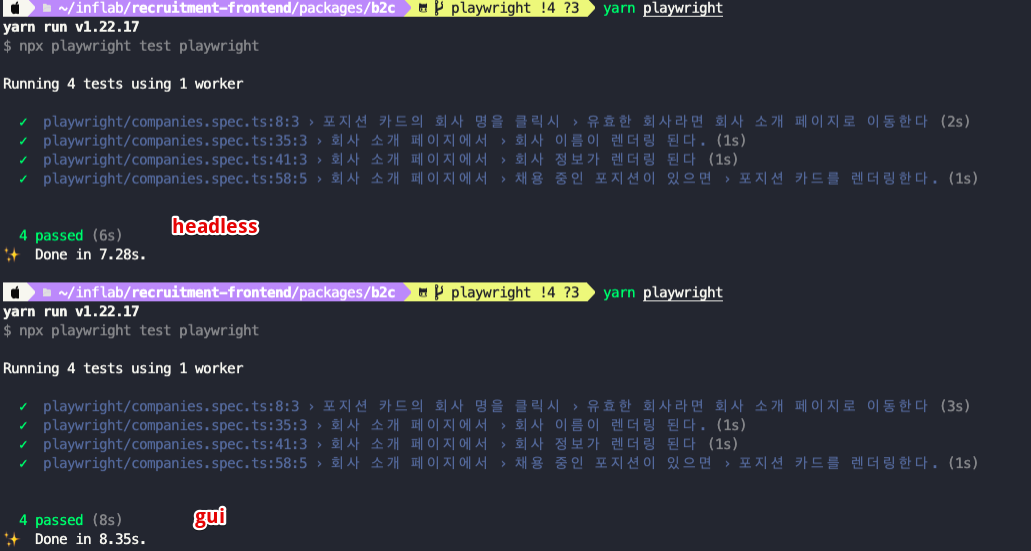 ~/inflab/recruitment-frontend/packages/b2c playwright !4 ?3 yarn playwright
yarn run v1.22.17
$ npx playwright test playwright
Running 4 tests using 1 worker
✓ playwright/companies.spec.ts:8:3 › 포지션 카드의 회사 명을 클릭시 › 유효한 회사라면 회사 소개 페이지로 이동한다 (2s)
✓ playwright/companies.spec.ts:35:3 › 회사 소개 페이지에서 › 회사 이름이 렌더링 된다. (1s)
✓ playwright/companies.spec.ts:41:3 › 회사 소개 페이지에서 › 회사 정보가 렌더링 된다 (1s)
✓ playwright/companies.spec.ts:58:5 › 회사 소개 페이지에서 › 채용 중인 포지션이 있으면 › 포지션 카드를 렌더링한다. (1s)
4 passed (6s)
headless
✨ Done in 7.28s.
~/inflab/recruitment-frontend/packages/b2c playwright !4 ?3 yarn playwright
yarn run v1.22.17
$ npx playwright test playwright
Running 4 tests using 1 worker
✓ playwright/companies.spec.ts:8:3 › 포지션 카드의 회사 명을 클릭시 › 유효한 회사라면 회사 소개 페이지로 이동한다 (3s)
✓ playwright/companies.spec.ts:35:3 › 회사 소개 페이지에서 › 회사 이름이 렌더링 된다. (1s)
✓ playwright/companies.spec.ts:41:3 › 회사 소개 페이지에서 › 회사 정보가 렌더링 된다 (1s)
✓ playwright/companies.spec.ts:58:5 › 회사 소개 페이지에서 › 채용 중인 포지션이 있으면 › 포지션 카드를 렌더링한다. (1s)
4 passed (8s)
gui
✨ Done in 8.35s.